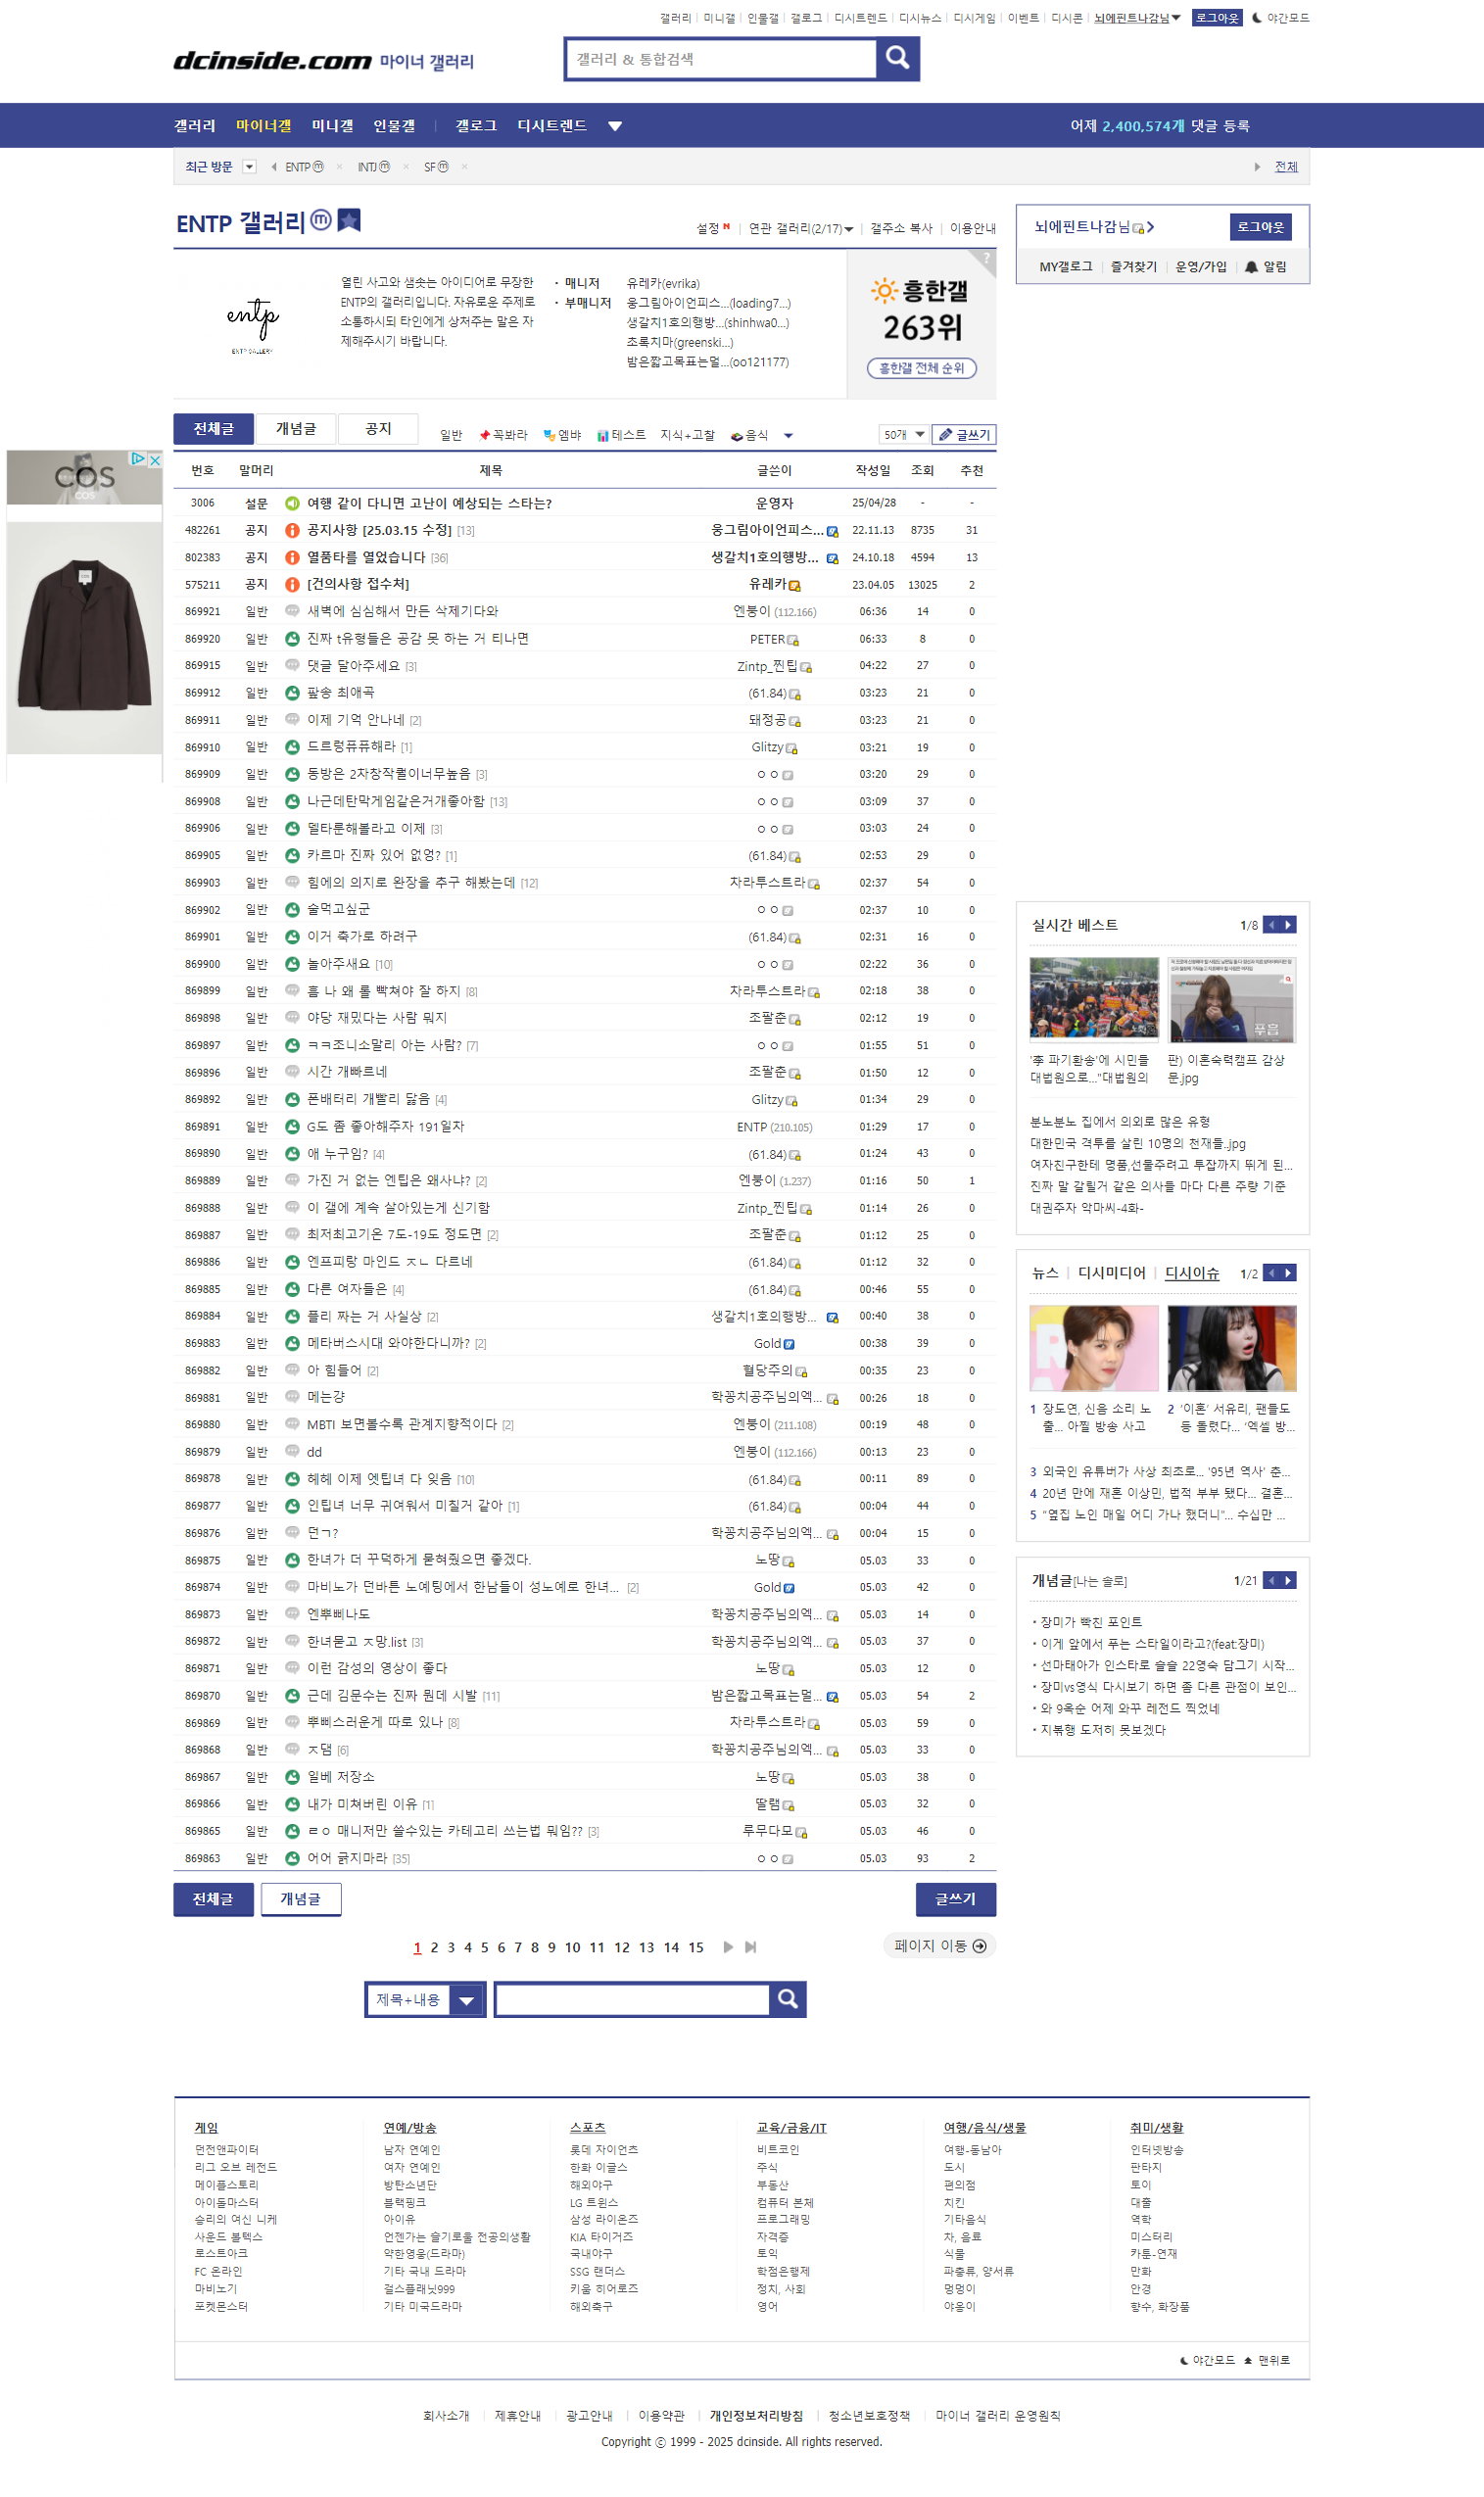 갤러리 미니갤 인물갤 갤로그 디시트렌드 디시뉴스 디시게임 이벤트 디시콘 뇌에핀트나감님 로그아웃 야간모드
dcinside.com 마이너 갤러리
갤러리 & 통합검색
갤러리 마이너갤 미니갤 인물갤 갤로그 디시트렌드
어제 2,400,574개 댓글 등록
최근 방문 ENTPⓜ × INTJⓜ × SFⓜ × 전체
ENTP 갤러리ⓜ
설정 N 연관 갤러리(2/17) 갤주소 복사 이용안내
열린 사고와 샘솟는 아이디어로 무장한
ENTP의 갤러리입니다. 자유로운 주제로
소통하시되 타인에게 상처주는 말은 자
제해주시기 바랍니다.
entp
ENTP GALLERY
· 매니저 유레카(evrika)
· 부매니저 웅그림아이언피스...(loading7...)
생갈치1호의행방...(shinhwa0...)
초록치마(greenski...)
밤은짧고목표는멀...(oo121177)
?
흥한갤
263위
흥한갤 전체 순위
뇌에핀트나감님 로그아웃
MY갤로그 즐겨찾기 운영/가입 알림
전체글 개념글 공지 일반 꼭봐라 엠뱌 테스트 지식+고찰 음식 50개 글쓰기
COS
COS
번호 말머리 제목 글쓴이 작성일 조회 추천
3006 설문 여행 같이 다니면 고난이 예상되는 스타는? 운영자 25/04/28 - -
482261 공지 공지사항 [25.03.15 수정] [13] 웅그림아이언피스... 22.11.13 8735 31
802383 공지 열품타를 열었습니다 [36] 생갈치1호의행방... 24.10.18 4594 13
575211 공지 [건의사항 접수처] 유레카 23.04.05 13025 2
869921 일반 새벽에 심심해서 만든 삭제기다와 엔붕이 (112.166) 06:36 14 0
869920 일반 진짜 t유형들은 공감 못 하는 거 티나면 PETER 06:33 8 0
869915 일반 댓글 달아주세요 [3] Zintp_찐팁 04:22 27 0
869912 일반 팦송 최애곡 (61.84) 03:23 21 0
869911 일반 이제 기억 안나네 [2] 돼정공 03:23 21 0
869910 일반 드르렁퓨퓨해라 [1] Glitzy 03:21 19 0
869909 일반 동방은 2차창작퀄이너무높음 [3] ㅇㅇ 03:20 29 0
869908 일반 나근데탄막게임같은거개좋아함 [13] ㅇㅇ 03:09 37 0
869906 일반 델타룬해볼라고 이제 [3] ㅇㅇ 03:03 24 0
869905 일반 카르마 진짜 있어 없엉? [1] (61.84) 02:53 29 0
869903 일반 힘에의 의지로 완장을 추구 해봤는데 [12] 차라투스트라 02:37 54 0
869902 일반 술먹고싶군 ㅇㅇ 02:37 10 0
869901 일반 이거 축가로 하려구 (61.84) 02:31 16 0
869900 일반 놀아주새요 [10] ㅇㅇ 02:22 36 0
869899 일반 흠 나 왜 롤 빡쳐야 잘 하지 [8] 차라투스트라 02:18 38 0
869898 일반 야당 재밌다는 사람 뭐지 조팔춘 02:12 19 0
869897 일반 ㅋㅋ조니소말리 아는 사람? [7] ㅇㅇ 01:55 51 0
869896 일반 시간 개빠르네 조팔춘 01:50 12 0
869892 일반 폰배터리 개빨리 닳음 [4] Glitzy 01:34 29 0
869891 일반 G도 좀 좋아해주자 191일차 ENTP (210.105) 01:29 17 0
869890 일반 애 누구임? [4] (61.84) 01:24 43 0
869889 일반 가진 거 없는 엔팁은 왜사냐? [2] 엔붕이 (1.237) 01:16 50 1
869888 일반 이 갤에 계속 살아있는게 신기함 Zintp_찐팁 01:14 26 0
869887 일반 최저최고기온 7도-19도 정도면 [2] 조팔춘 01:12 25 0
869886 일반 엔프피랑 마인드 ㅈㄴ 다르네 (61.84) 01:12 32 0
869885 일반 다른 여자들은 [4] (61.84) 00:46 55 0
869884 일반 플리 짜는 거 사실상 [2] 생갈치1호의행방... 00:40 38 0
869883 일반 메타버스시대 와야한다니까? [2] Gold 00:38 39 0
869882 일반 아 힘들어 [2] 혈당주의 00:35 23 0
869881 일반 메는걍 학꽁치공주님의엑... 00:26 18 0
869880 일반 MBTI 보면볼수록 관계지향적이다 [2] 엔붕이 (211.108) 00:19 48 0
869879 일반 dd 엔붕이 (112.166) 00:13 23 0
869878 일반 헤헤 이제 엣팁녀 다 잊음 [10] (61.84) 00:11 89 0
869877 일반 인팁녀 너무 귀여워서 미칠거 같아 [1] (61.84) 00:04 44 0
869876 일반 던ㄱ? 학꽁치공주님의엑... 00:04 15 0
869875 일반 한녀가 더 꾸덕하게 묻혀줬으면 좋겠다. 노땅 05.03 33 0
869874 일반 마비노가 던바튼 노예팅에서 한남들이 성노예로 한녀... [2] Gold 05.03 42 0
869873 일반 엔뿌삐나도 학꽁치공주님의엑... 05.03 14 0
869872 일반 한녀묻고 ㅈ망.list [3] 학꽁치공주님의엑... 05.03 37 0
869871 일반 이런 감성의 영상이 좋다 노땅 05.03 12 0
869870 일반 근데 김문수는 진짜 뭔데 시발 [11] 밤은짧고목표는멀... 05.03 54 2
869869 일반 뿌삐스러운게 따로 있나 [8] 차라투스트라 05.03 59 0
869868 일반 ㅈ댐 [6] 학꽁치공주님의엑... 05.03 33 0
869867 일반 일베 저장소 노땅 05.03 38 0
869866 일반 내가 미쳐버린 이유 [1] 딸램 05.03 32 0
869865 일반 ㄹㅇ 매니저만 쓸수있는 카테고리 쓰는법 뭐임?? [3] 루무다모 05.03 46 0
869863 일반 어어 긁지마라 [35] ㅇㅇ 05.03 93 2
실시간 베스트 1/8
'李 파기환송'에 시민들
대법원으로..."대법원의
판) 이혼숙려캠프 감상
문.jpg
분노분노 집에서 의외로 많은 유형
대한민국 격투를 살린 10명의 천재들..jpg
여자친구한테 명품,선물주려고 투잡까지 뛰게 된...
진짜 말 갈릴거 같은 의사들 마다 다른 주량 기준
대권주자 악마씨-4화-
뉴스 디시미디어 디시이슈 1/2
1 장도연, 신음 소리 노
출... 아찔 방송 사고
2 '이혼' 서유리, 팬들도
등 돌렸다... '엑셀 방...
3 외국인 유튜버가 사상 최초로... '95년 역사' 춘...
4 20년 만에 재혼 이상민, 법적 부부 됐다... 결혼...
5 "옆집 노인 매일 어디 가나 했더니"... 수십만 ...
개념글[나는 솔로] 1/21
· 장미가 빡친 포인트
· 이게 앞에서 푸는 스타일이라고?(feat:장미)
· 선마태아가 인스타로 슬슬 22영숙 담그기 시작...
· 장미vs영식 다시보기 하면 좀 다른 관점이 보인...
· 와 9옥순 어제 와꾸 레전드 찍었네
· 지볶행 도저히 못보겠다
전체글 개념글 글쓰기
1 2 3 4 5 6 7 8 9 10 11 12 13 14 15 페이지 이동
제목+내용
게임 연예/방송 스포츠 교육/금융/IT 여행/음식/생물 취미/생활
던전앤파이터 남자 연예인 롯데 자이언츠 비트코인 여행-동남아 인터넷방송
리그 오브 레전드 여자 연예인 한화 이글스 주식 도시 판타지
메이플스토리 방탄소년단 해외야구 부동산 편의점 토이
아이돌마스터 블랙핑크 LG 트윈스 컴퓨터 본체 치킨 대출
승리의 여신 니케 아이유 삼성 라이온즈 프로그래밍 기타음식 역학
사운드 볼텍스 언젠가는 슬기로울 전공의생활 KIA 타이거즈 자격증 차, 음료 미스터리
로스트아크 약한영웅(드라마) 국내야구 토익 식물 카툰-연재
FC 온라인 기타 국내 드라마 SSG 랜더스 학점은행제 파충류, 양서류 만화
마비노기 걸스플래닛999 키움 히어로즈 정치, 사회 멍멍이 안경
포켓몬스터 기타 미국드라마 해외축구 영어 야옹이 향수, 화장품
야간모드 맨위로
회사소개 제휴안내 광고안내 이용약관 개인정보처리방침 청소년보호정책 마이너 갤러리 운영원칙
Copyright ⓒ 1999 - 2025 dcinside. All rights reserved.